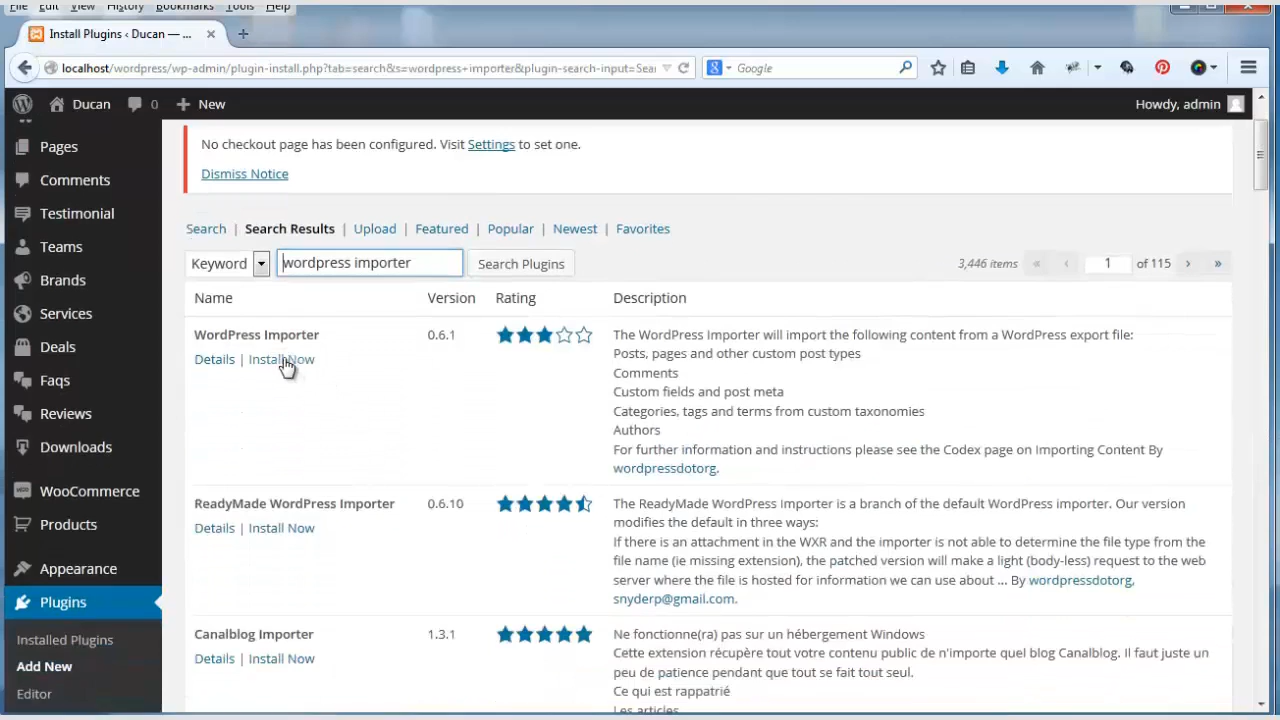 File Edit View History Bookmarks Tools Help
Install Plugins ‹ Ducan — ...
localhost/wordpress/wp-admin/plugin-install.php?tab=search&s=wordpress+importer&plugin-search-input=Sea
Google
Ducan 0 New Howdy, admin
Pages
Comments
Testimonial
Teams
Brands
Services
Deals
Faqs
Reviews
Downloads
WooCommerce
Products
Appearance
Plugins
Installed Plugins
Add New
Editor
No checkout page has been configured. Visit Settings to set one.
Dismiss Notice
Search | Search Results | Upload | Featured | Popular | Newest | Favorites
Keyword wordpress importer Search Plugins 3,446 items « ‹ 1 of 115 › »
Name Version Rating Description
WordPress Importer 0.6.1 The WordPress Importer will import the following content from a WordPress export file:
Details | Install Now Posts, pages and other custom post types
Comments
Custom fields and post meta
Categories, tags and terms from custom taxonomies
Authors
For further information and instructions please see the Codex page on Importing Content By
wordpressdotorg.
ReadyMade WordPress Importer 0.6.10 The ReadyMade WordPress Importer is a branch of the default WordPress importer. Our version
Details | Install Now modifies the default in three ways:
If there is an attachment in the WXR and the importer is not able to determine the file type from the
file name (ie missing extension), the patched version will make a light (body-less) request to the web
server where the file is hosted for information we can use about ... By wordpressdotorg,
snyderp@gmail.com.
Canalblog Importer 1.3.1 Ne fonctionne(ra) pas sur un hébergement Windows
Details | Install Now Cette extension récupère tout votre contenu public de n'importe quel blog Canalblog. Il faut juste un
peu de patience pendant que tout se fait tout seul.
Ce qui est rappatrié
Les articles